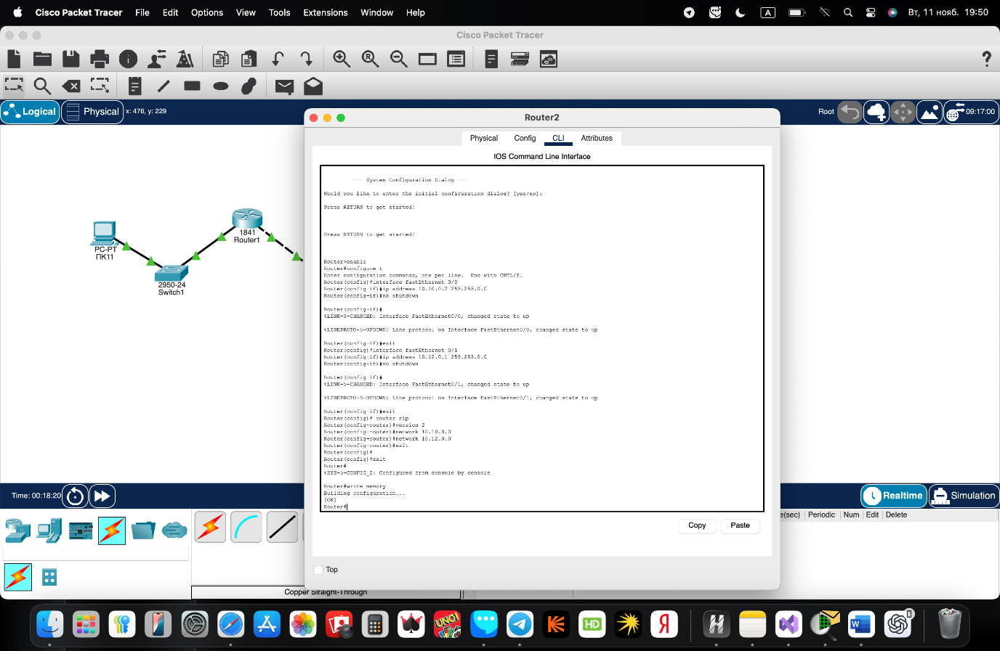 Cisco Packet Tracer File Edit Options View Tools Extensions Window Help A Вт, 11 нояб. 19:50
Cisco Packet Tracer
Logical Physical x: 476, y: 229 Root 09:17:00
Router2
Physical Config CLI Attributes
IOS Command Line Interface
--- System Configuration Dialog ---
Would you like to enter the initial configuration dialog? [yes/no]:
Press RETURN to get started!
Press RETURN to get started!
Router>enable
Router#configure t
Enter configuration commands, one per line. End with CNTL/Z.
Router(config)#interface fastEthernet 0/0
Router(config-if)#ip address 10.10.0.2 255.255.0.0
Router(config-if)#no shutdown
Router(config-if)#
%LINK-5-CHANGED: Interface FastEthernet0/0, changed state to up
%LINEPROTO-5-UPDOWN: Line protocol on Interface FastEthernet0/0, changed state to up
Router(config-if)#exit
Router(config)#interface fastEthernet 0/1
Router(config-if)#ip address 10.12.0.1 255.255.0.0
Router(config-if)#no shutdown
Router(config-if)#
%LINK-5-CHANGED: Interface FastEthernet0/1, changed state to up
%LINEPROTO-5-UPDOWN: Line protocol on Interface FastEthernet0/1, changed state to up
Router(config-if)#exit
Router(config)# router rip
Router(config-router)#version 2
Router(config-router)#network 10.10.0.0
Router(config-router)#network 10.12.0.0
Router(config-router)#exit
Router(config)#
Router(config)#exit
Router#
%SYS-5-CONFIG_I: Configured from console by console
Router#write memory
Building configuration...
[OK]
Router#
Copy Paste
Top
1841
Router1
PC-PT
ПК11
2950-24
Switch1
Time: 00:18:20 Realtime Simulation
e(sec) Periodic Num Edit Delete
Copper Straight-Through
UNO! HD Я W